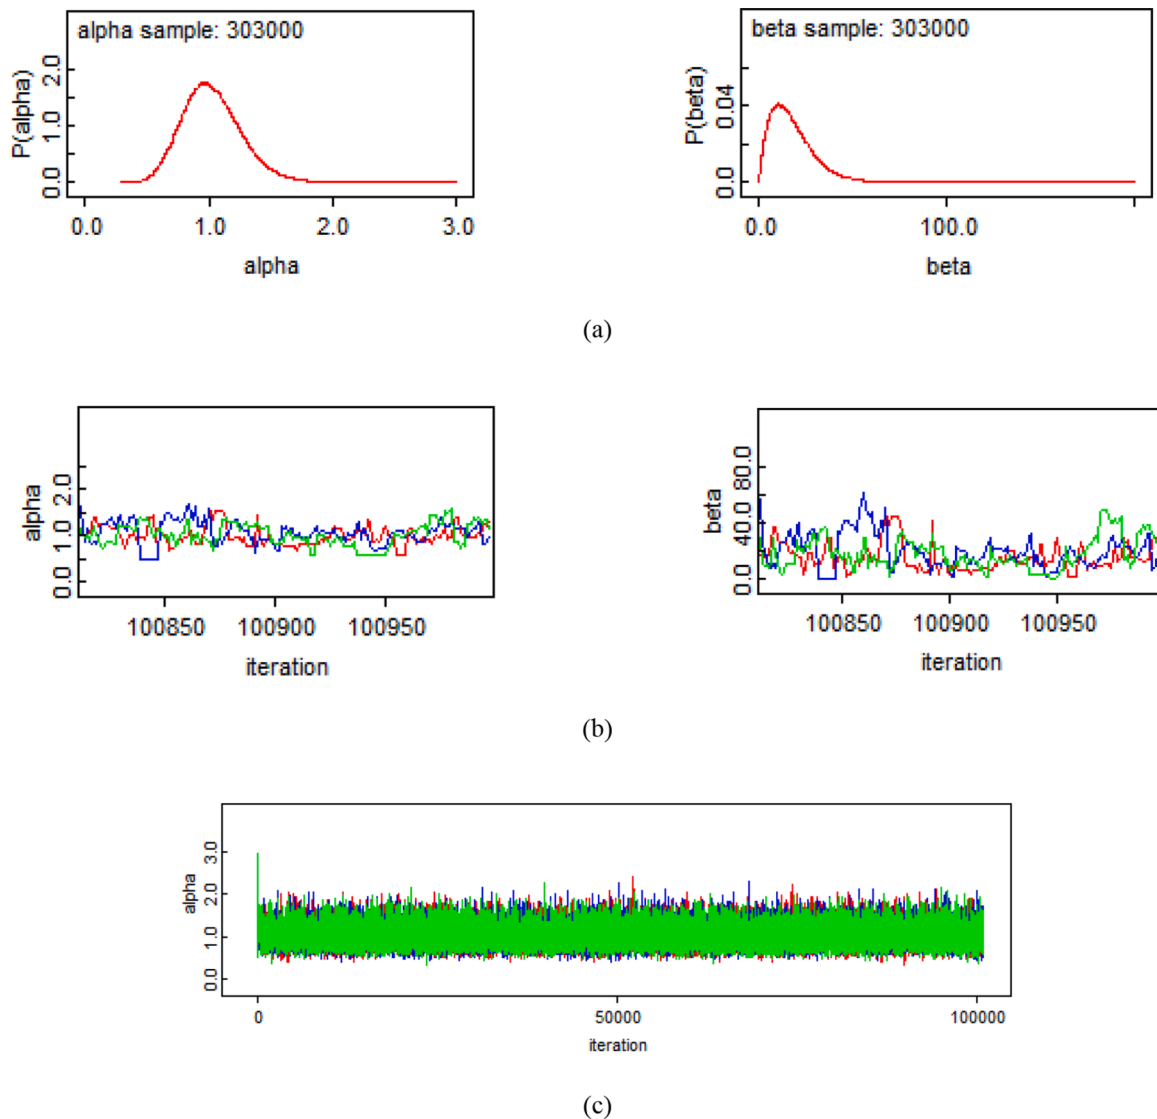 alpha sample: 303000
P(alpha)
2.0
1.0
0.0
0.0 1.0 2.0 3.0
alpha
beta sample: 303000
P(beta)
0.04
0.0
0.0 100.0
beta
(a)
alpha
2.0
1.0
0.0
100850 100900 100950
iteration
beta
80.0
40.0
0.0
100850 100900 100950
iteration
(b)
alpha
3.0
2.0
1.0
0.0
0 50000 100000
iteration
(c)